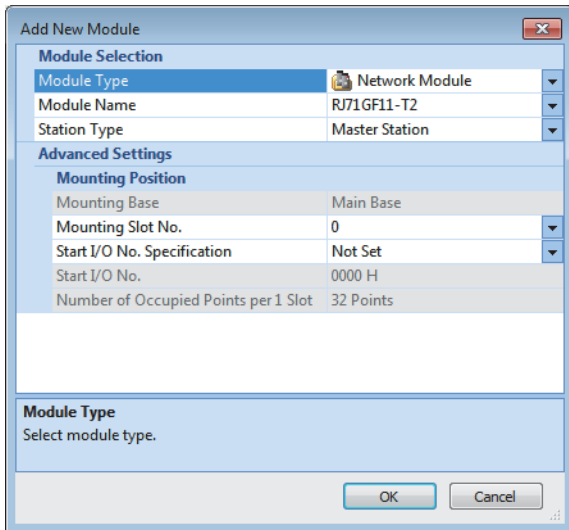 Add New Module
Module Selection
Module Type Network Module
Module Name RJ71GF11-T2
Station Type Master Station
Advanced Settings
Mounting Position
Mounting Base Main Base
Mounting Slot No. 0
Start I/O No. Specification Not Set
Start I/O No. 0000 H
Number of Occupied Points per 1 Slot 32 Points
Module Type
Select module type.
OK Cancel